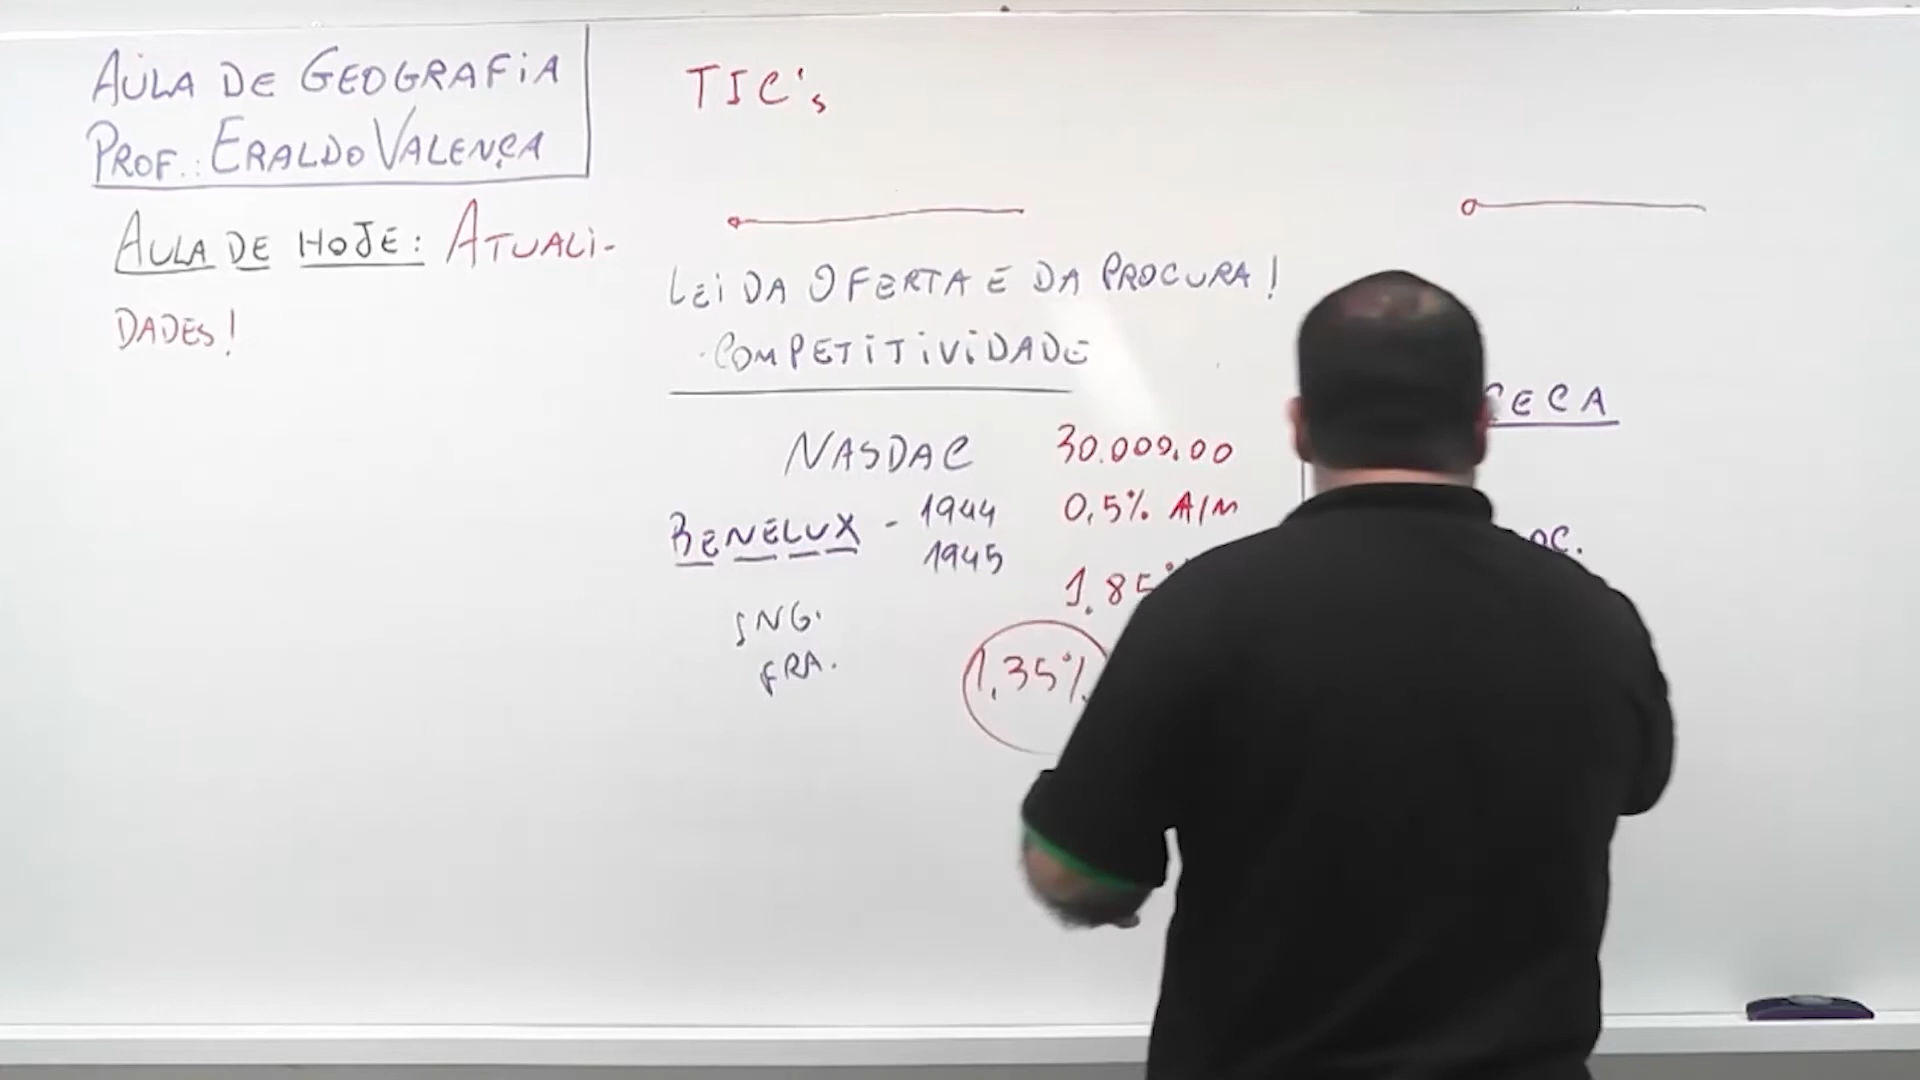 AULA DE GEOGRAFIA
PROF.: ERALDO VALENÇA
AULA DE HOJE: ATUALI-
DADES!
TIC's
LEI DA OFERTA E DA PROCURA!
·COMPETITIVIDADE
NASDAC
30.000,00
BENELUX - 1944
1945
0,5% A/M
ING.
FRA.
1,35%
CECA